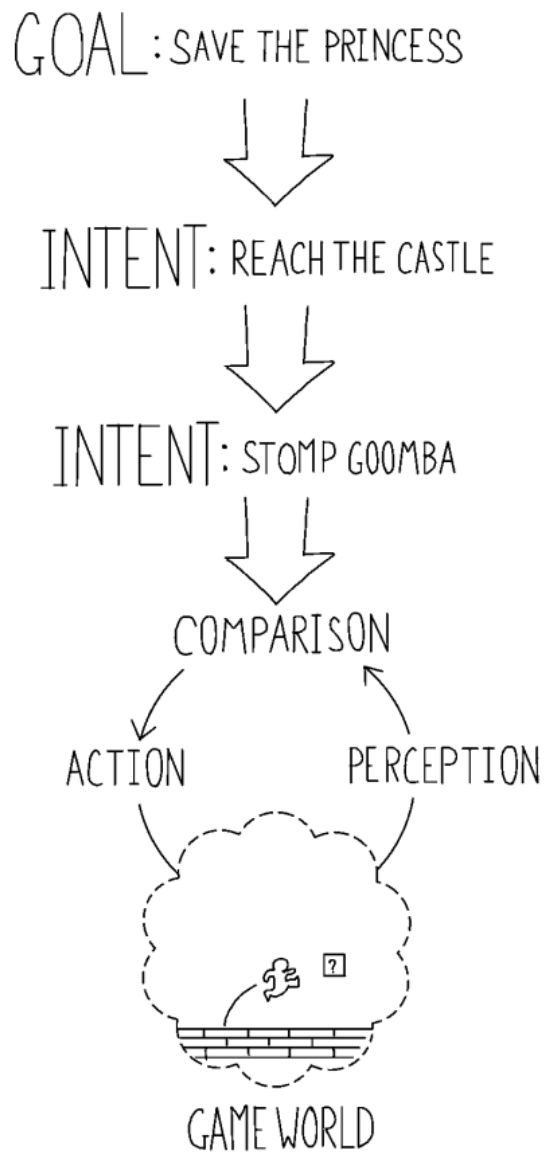 GOAL: SAVE THE PRINCESS
INTENT: REACH THE CASTLE
INTENT: STOMP GOOMBA
COMPARISON
ACTION
PERCEPTION
?
GAME WORLD